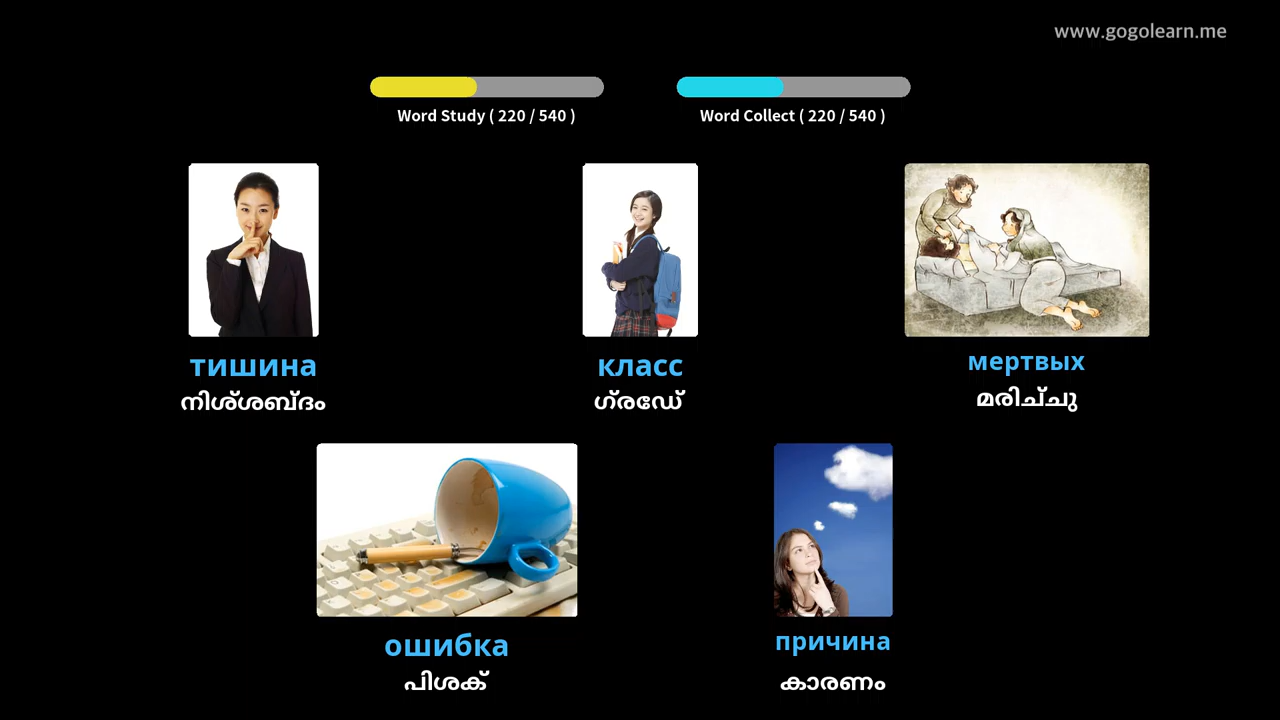 www.gogolearn.me
Word Study ( 220 / 540 )
Word Collect ( 220 / 540 )
тишина
നിശ്ശബ്ദം
класс
ഗ്രേഡ്
мертвых
മരിച്ചു
ошибка
പിശക്
причина
കാരണം